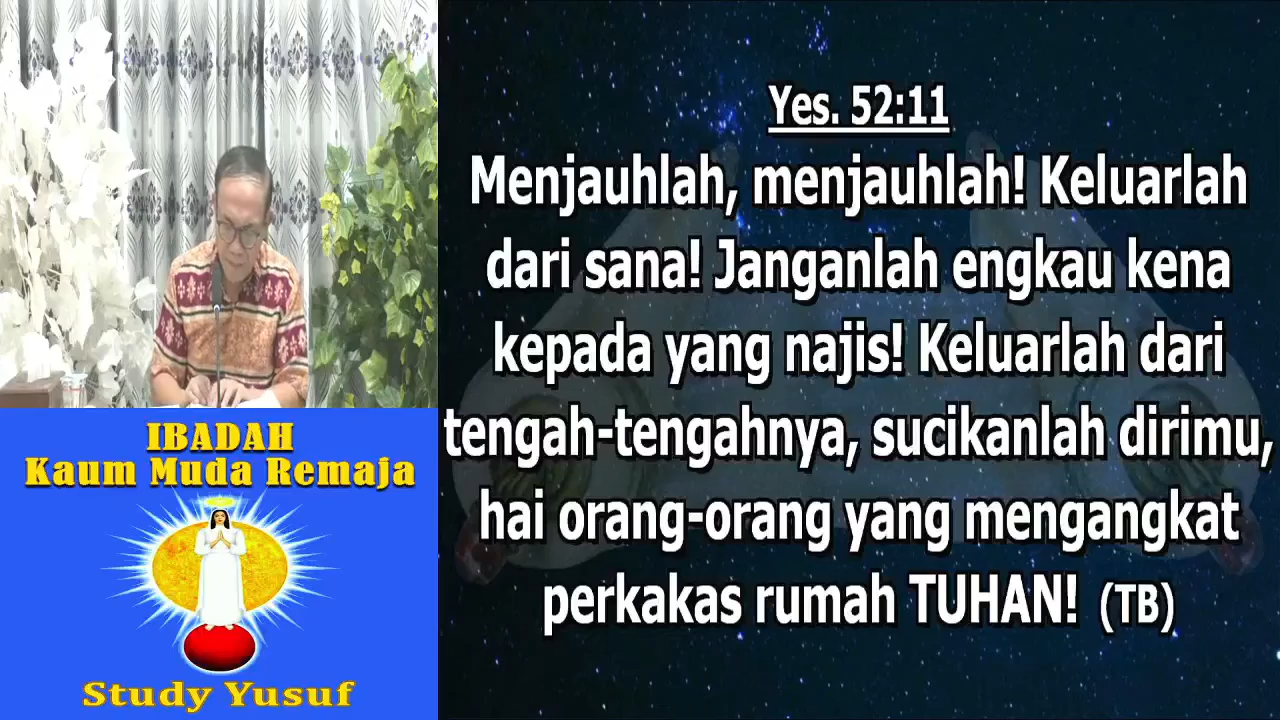 Yes. 52:11
Menjauhlah, menjauhlah! Keluarlah
dari sana! Janganlah engkau kena
kepada yang najis! Keluarlah dari
tengah-tengahnya, sucikanlah dirimu,
hai orang-orang yang mengangkat
perkakas rumah TUHAN! (TB)
IBADAH
Kaum Muda Remaja
Study Yusuf